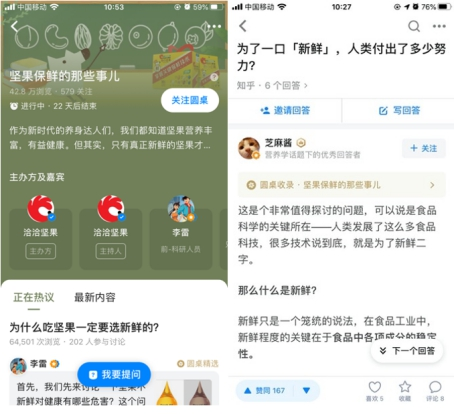 中国移动
10:53
59%
坚果保鲜的那些事儿
42.8 万浏览 · 579 关注
进行中 · 22 天后结束
关注圆桌
作为新时代的养身达人们，我们都知道坚果营养丰
富，有益健康。但其实，只有真正新鲜的坚果才...
主办方及嘉宾
洽洽坚果
主办方
洽洽坚果
主持人
李雷
前-科研人员
正在热议
最新内容
为什么吃坚果一定要选新鲜的？
64,501 次浏览 · 202 人参与讨论
李雷
圆桌精选
我要提问
首先，我们先来讨论一下坚果不
新鲜对健康有哪些危害？这个问
中国移动
10:27
76%
为了一口「新鲜」，人类付出了多少努
力？
知乎 · 6 个回答 >
邀请回答
写回答
芝麻酱
营养学话题下的优秀回答者
+ 关注
圆桌收录 · 坚果保鲜的那些事儿
这是个非常值得探讨的问题，可以说是食品
科学的关键所在——人类发展了这么多食品
科技，很多技术说到底，就是为了新鲜二
字。
那么什么是新鲜？
新鲜只是一个笼统的说法，在食品工业中，
新鲜程度的关键在于食品中各项成分的稳定
性。
下一个回答
赞同 167
喜欢 5
收藏
评论 5